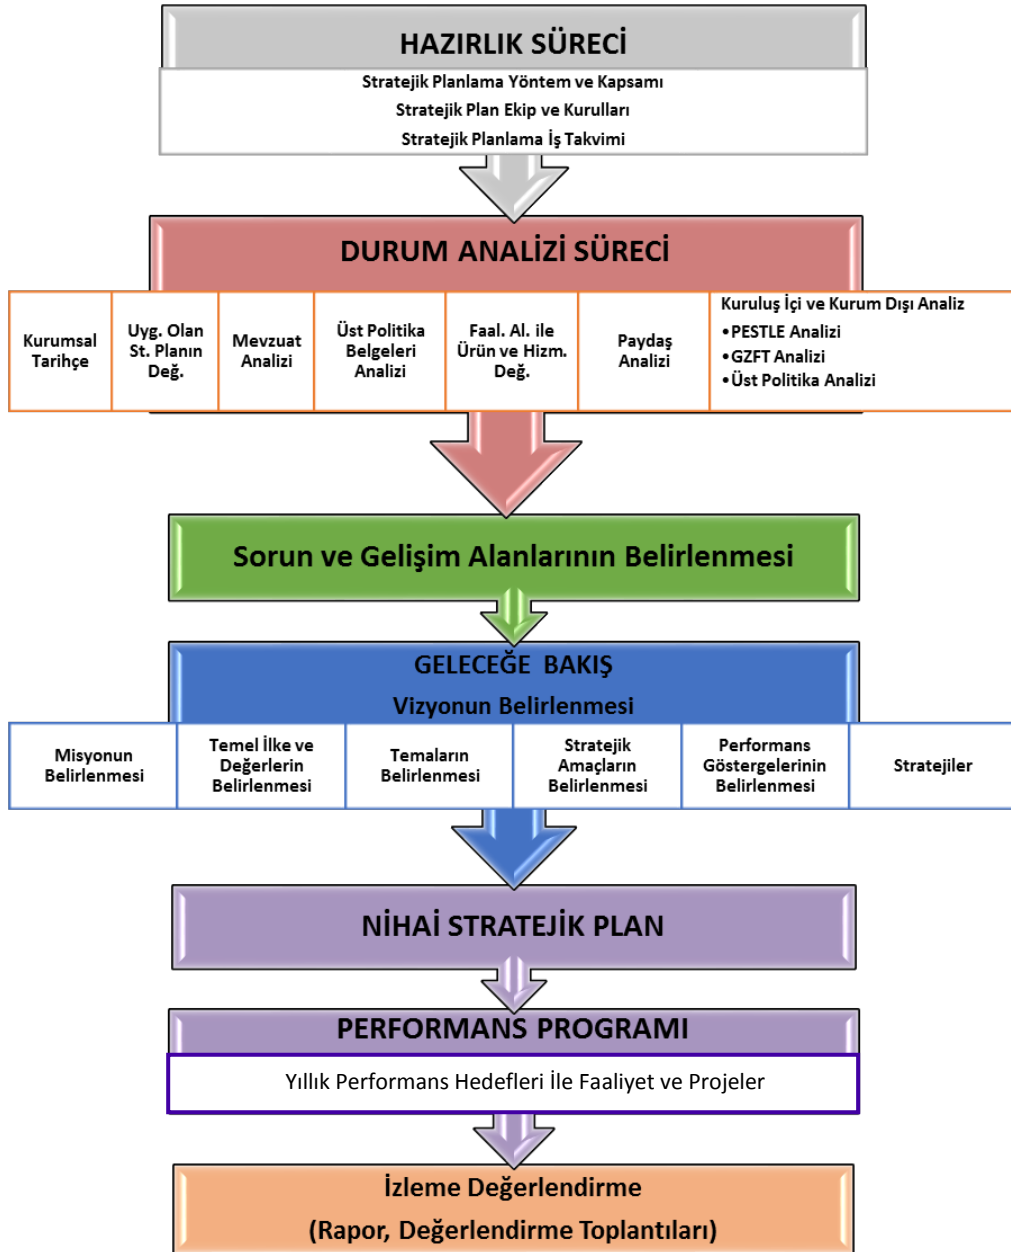 HAZIRLIK SÜRECİ
Stratejik Planlama Yöntem ve Kapsamı
Stratejik Plan Ekip ve Kurulları
Stratejik Planlama İş Takvimi
DURUM ANALİZİ SÜRECİ
Kurumsal
Tarihçe
Uyg. Olan
St. Planın
Değ.
Mevzuat
Analizi
Üst Politika
Belgeleri
Analizi
Faal. Al. ile
Ürün ve Hizm.
Değ.
Paydaş
Analizi
Kuruluş İçi ve Kurum Dışı Analiz
•PESTLE Analizi
•GZFT Analizi
•Üst Politika Analizi
Sorun ve Gelişim Alanlarının Belirlenmesi
GELECEĞE BAKIŞ
Vizyonun Belirlenmesi
Misyonun
Belirlenmesi
Temel İlke ve
Değerlerin
Belirlenmesi
Temaların
Belirlenmesi
Stratejik
Amaçların
Belirlenmesi
Performans
Göstergelerinin
Belirlenmesi
Stratejiler
NİHAİ STRATEJİK PLAN
PERFORMANS PROGRAMI
Yıllık Performans Hedefleri İle Faaliyet ve Projeler
İzleme Değerlendirme
(Rapor, Değerlendirme Toplantıları)